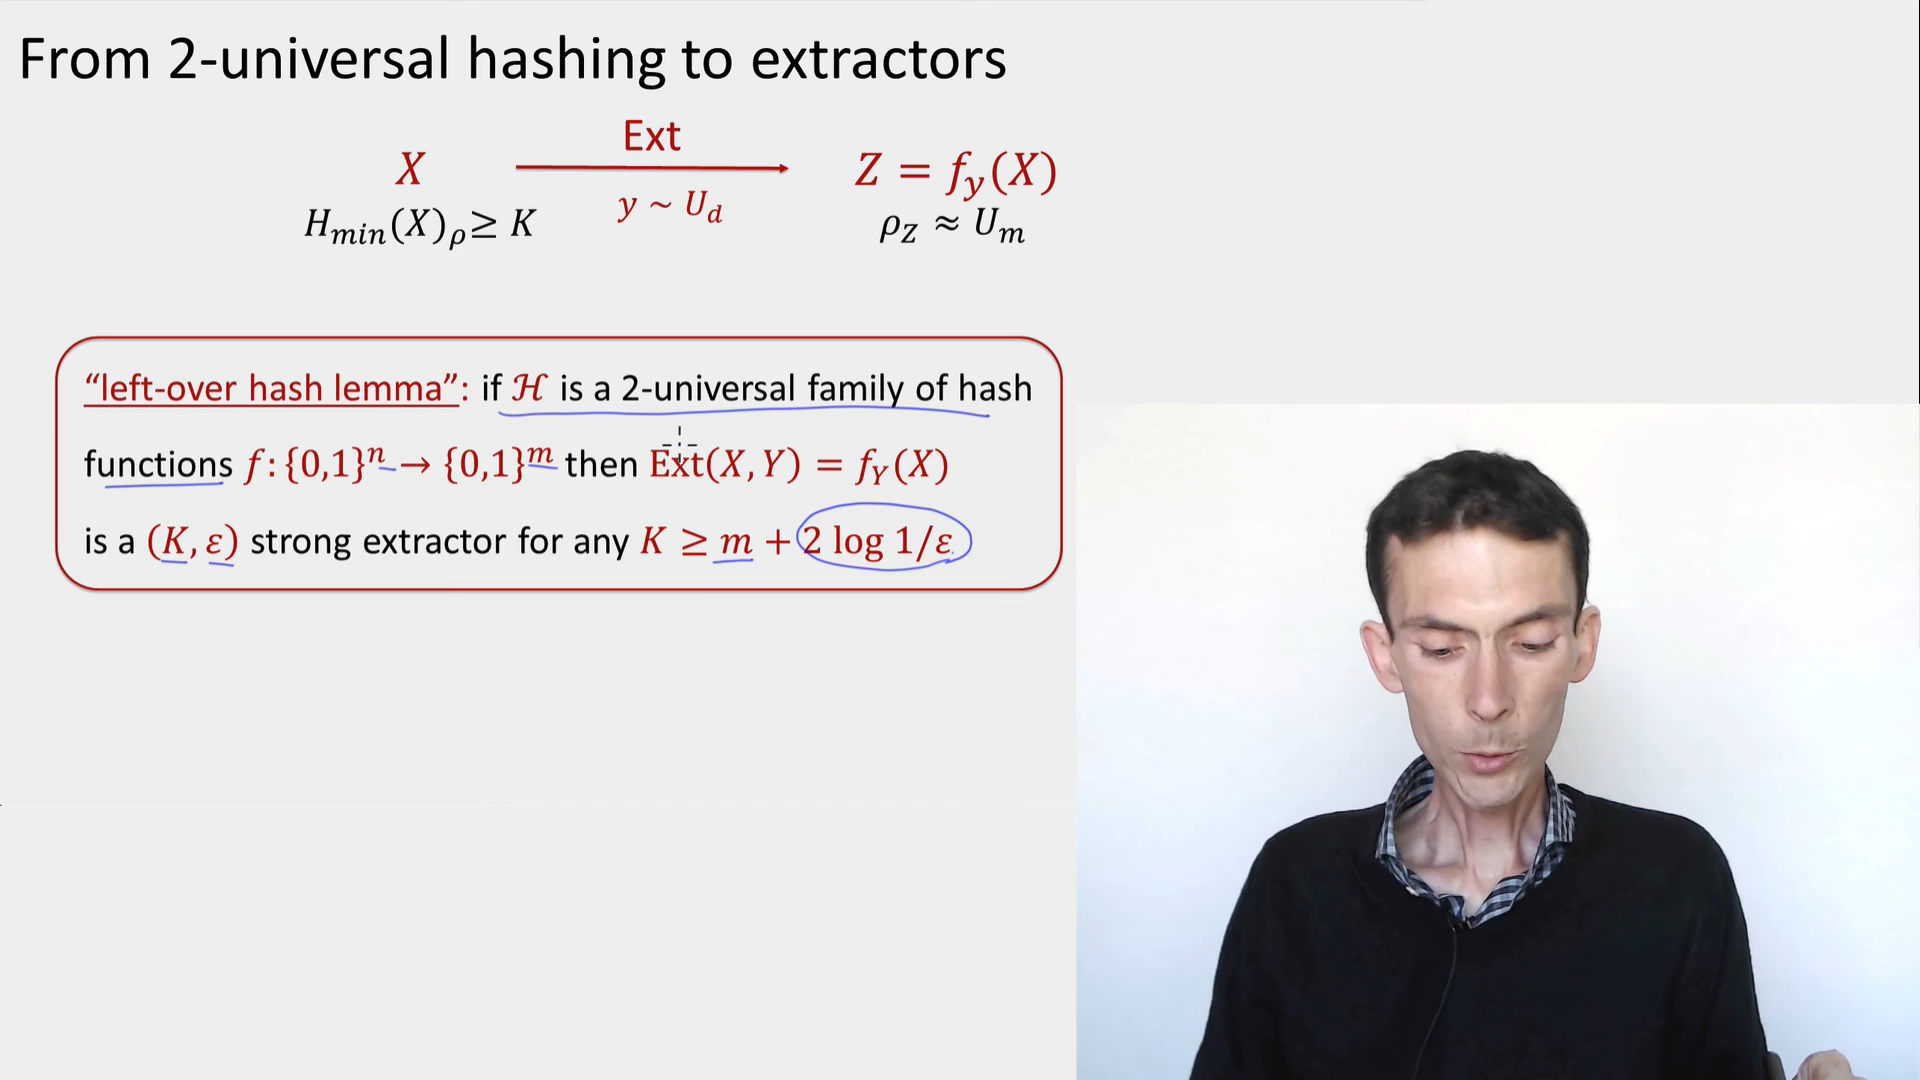 From 2-universal hashing to extractors
Ext
X
Z = f_y(X)
y ~ U_d
H_min(X)_ρ ≥ K
ρ_Z ≈ U_m
“left-over hash lemma”: if ℋ is a 2-universal family of hash
functions f: {0,1}ⁿ → {0,1}ᵐ then Ext(X, Y) = f_Y(X)
is a (K, ε) strong extractor for any K ≥ m + 2 log 1/ε